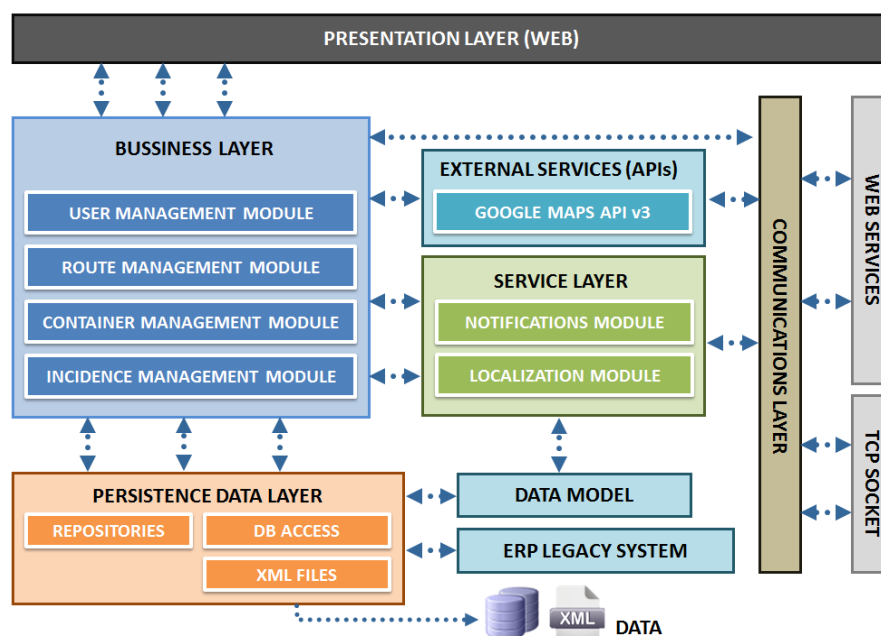 PRESENTATION LAYER (WEB)
BUSSINESS LAYER
USER MANAGEMENT MODULE
ROUTE MANAGEMENT MODULE
CONTAINER MANAGEMENT MODULE
INCIDENCE MANAGEMENT MODULE
EXTERNAL SERVICES (APIs)
GOOGLE MAPS API v3
SERVICE LAYER
NOTIFICATIONS MODULE
LOCALIZATION MODULE
COMMUNICATIONS LAYER
WEB SERVICES
TCP SOCKET
PERSISTENCE DATA LAYER
REPOSITORIES
DB ACCESS
XML FILES
DATA MODEL
ERP LEGACY SYSTEM
XML
DATA